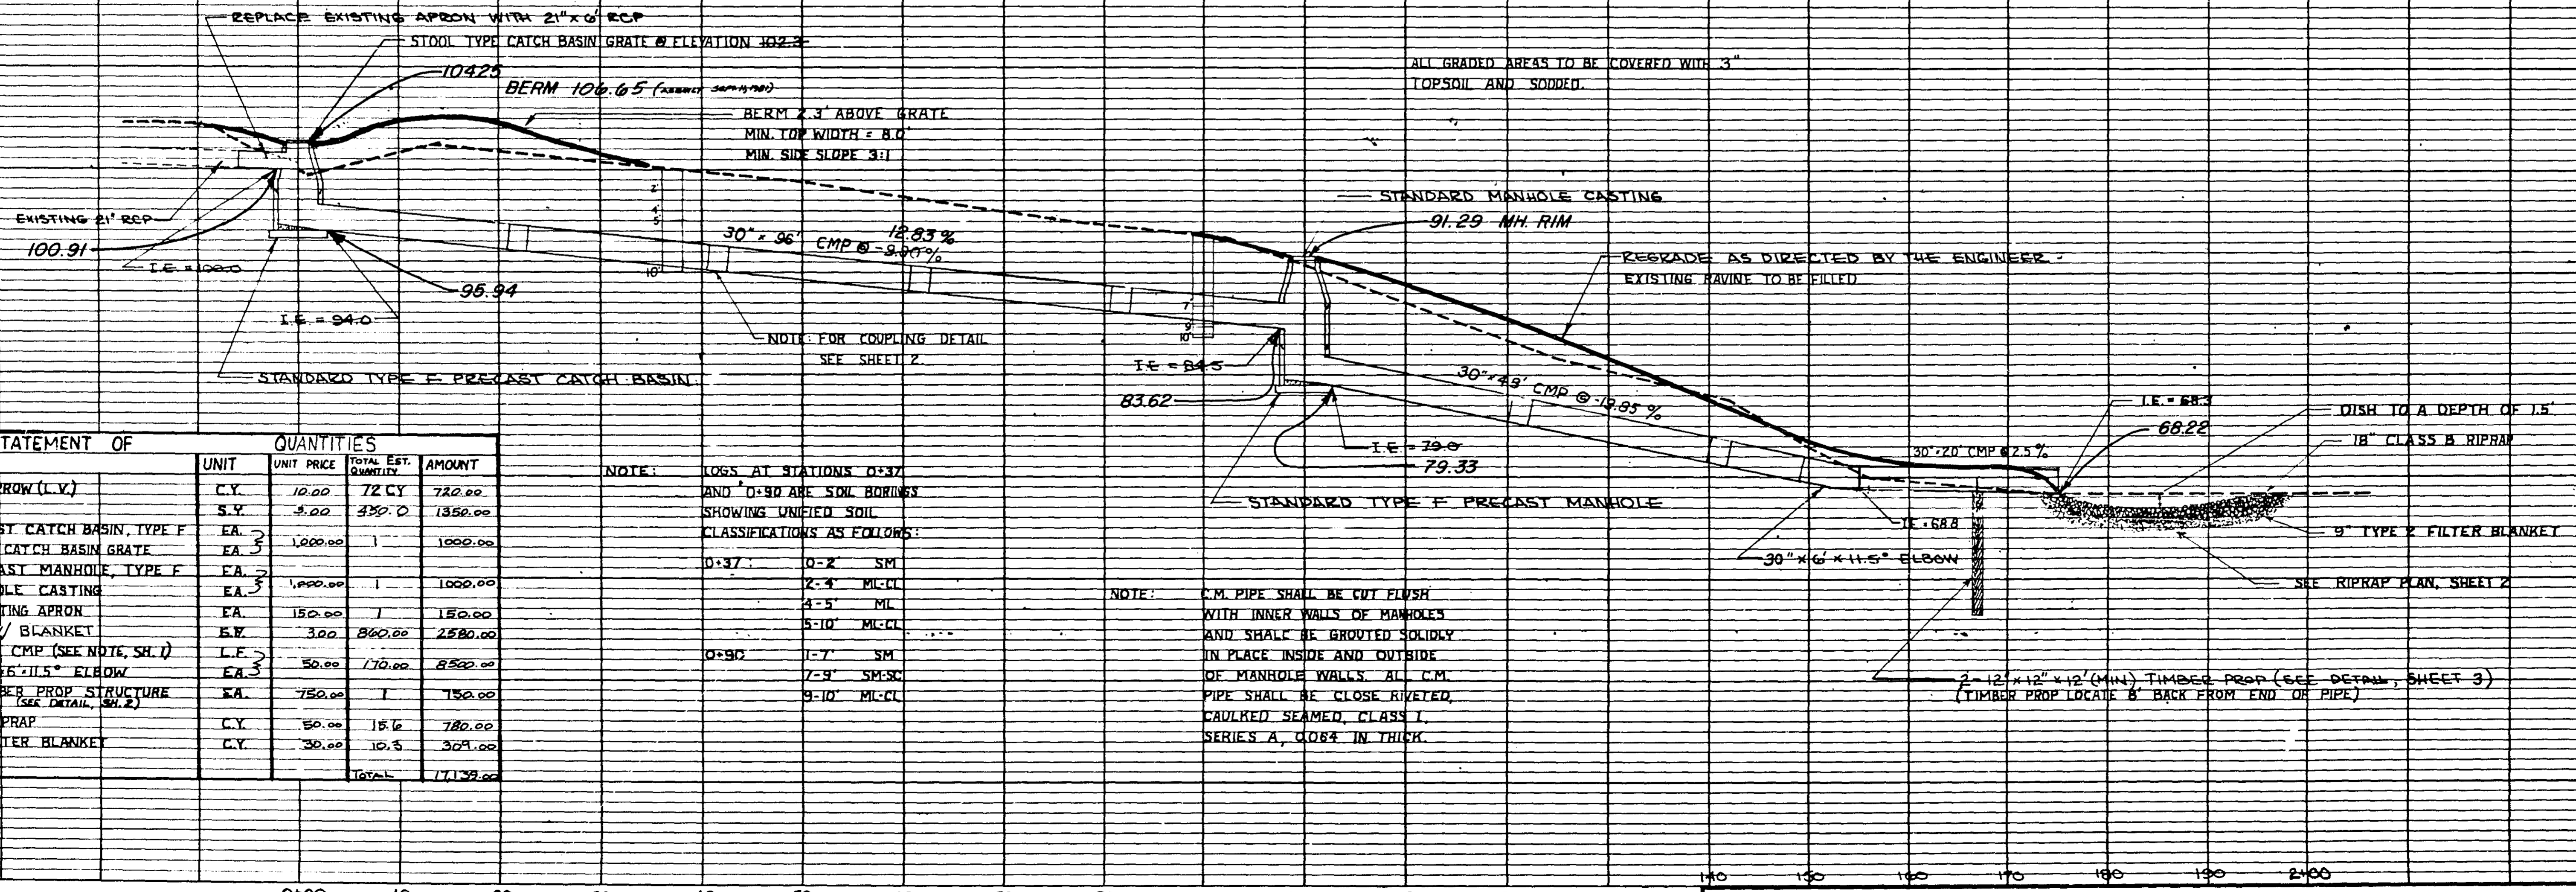 REPLACE EXISTING APRON WITH 21" x 6' RCP
STOOL TYPE CATCH BASIN GRATE @ ELEVATION 102.3
104.25
BERM 106.65
BERM 2.3' ABOVE GRATE
MIN. TOP WIDTH = 8.0'
MIN. SIDE SLOPE 3:1
ALL GRADED AREAS TO BE COVERED WITH 3"
TOPSOIL AND SODDED.
EXISTING 21" RCP
100.91
I.E. = 100.0
95.94
I.E. = 94.0
2'
4'
5'
10'
30" x 96' CMP @ -9.90 %
12.83 %
NOTE: FOR COUPLING DETAIL
SEE SHEET 2.
STANDARD TYPE F PRECAST CATCH BASIN
STANDARD MANHOLE CASTING
91.29 MH. RIM
REGRADE AS DIRECTED BY THE ENGINEER -
EXISTING RAVINE TO BE FILLED
7'
9'
10'
I.E. = 84.5
83.62
30" x 49' CMP @ -19.85 %
I.E. = 79.0
79.33
STANDARD TYPE F PRECAST MANHOLE
I.E. = 68.3
68.22
DISH TO A DEPTH OF 1.5'
18" CLASS B RIPRAP
30" x 20' CMP @ 2.5 %
I.E. = 68.8
30" x 6' x 11.5° ELBOW
9" TYPE 2 FILTER BLANKET
SEE RIPRAP PLAN, SHEET 2
2 - 12" x 12" x 12' (MIN.) TIMBER PROP (SEE DETAIL, SHEET 3)
(TIMBER PROP LOCATE 8' BACK FROM END OF PIPE)
TATEMENT OF QUANTITIES
UNIT UNIT PRICE TOTAL EST. QUANTITY AMOUNT
ROW (L.V.) C.Y. 10.00 72 CY 720.00
S.Y. 3.00 450.0 1350.00
ST CATCH BASIN, TYPE F EA.
CATCH BASIN GRATE EA. 1,000.00 1 1000.00
AST MANHOLE, TYPE F EA.
OLE CASTING EA. 1,000.00 1 1000.00
TING APRON EA. 150.00 1 150.00
/ BLANKET S.F. 3.00 860.00 2580.00
CMP (SEE NOTE, SH. 1) L.F.
6' x 11.5° ELBOW EA. 50.00 170.00 8500.00
BER PROP STRUCTURE EA. 750.00 1 750.00
(SEE DETAIL, SH. 2)
PRAP C.Y. 50.00 15.6 780.00
TER BLANKET C.Y. 30.00 10.3 309.00
TOTAL 17,139.00
NOTE: LOGS AT STATIONS 0+37
AND 0+90 ARE SOIL BORINGS
SHOWING UNIFIED SOIL
CLASSIFICATIONS AS FOLLOWS:
0+37: 0-2' SM
2-4' ML-CL
4-5' ML
5-10' ML-CL
0+90 1-7' SM
7-9' SM-SC
9-10' ML-CL
NOTE: C.M. PIPE SHALL BE CUT FLUSH
WITH INNER WALLS OF MANHOLES
AND SHALL BE GROUTED SOLIDLY
IN PLACE INSIDE AND OUTSIDE
OF MANHOLE WALLS. ALL C.M.
PIPE SHALL BE CLOSE RIVETED,
CAULKED SEAMED, CLASS I,
SERIES A, 0.064 IN THICK.
140 150 160 170 180 190 2+00